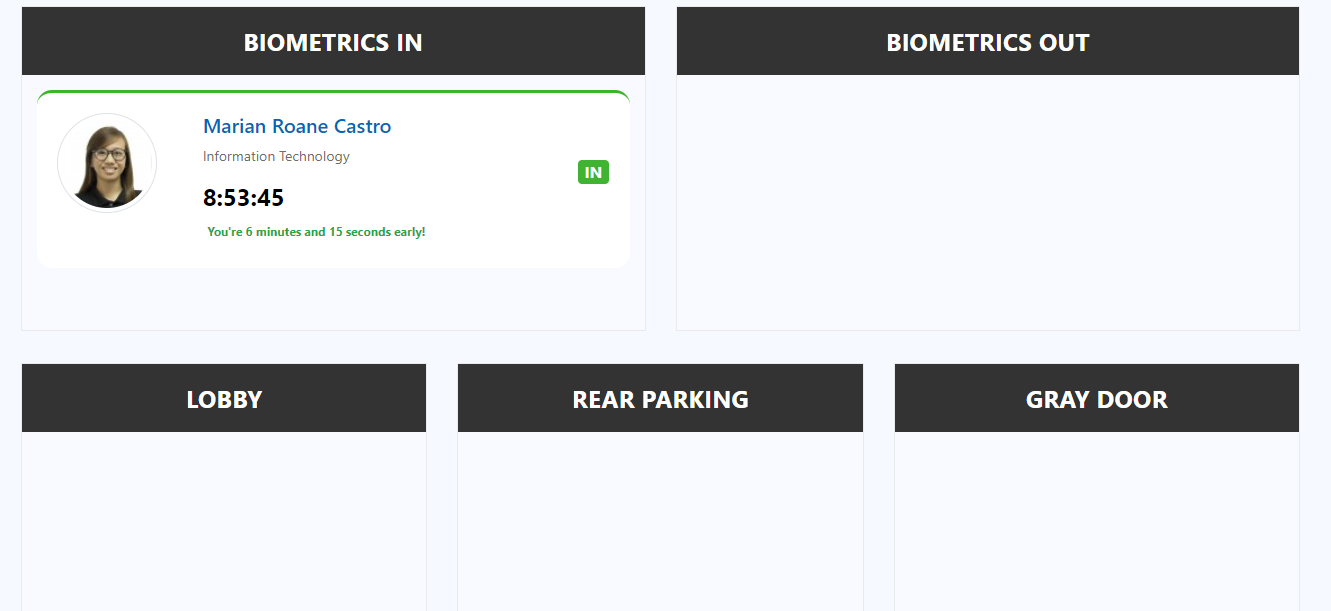 BIOMETRICS IN
BIOMETRICS OUT
Marian Roane Castro
Information Technology
IN
8:53:45
You're 6 minutes and 15 seconds early!
LOBBY
REAR PARKING
GRAY DOOR